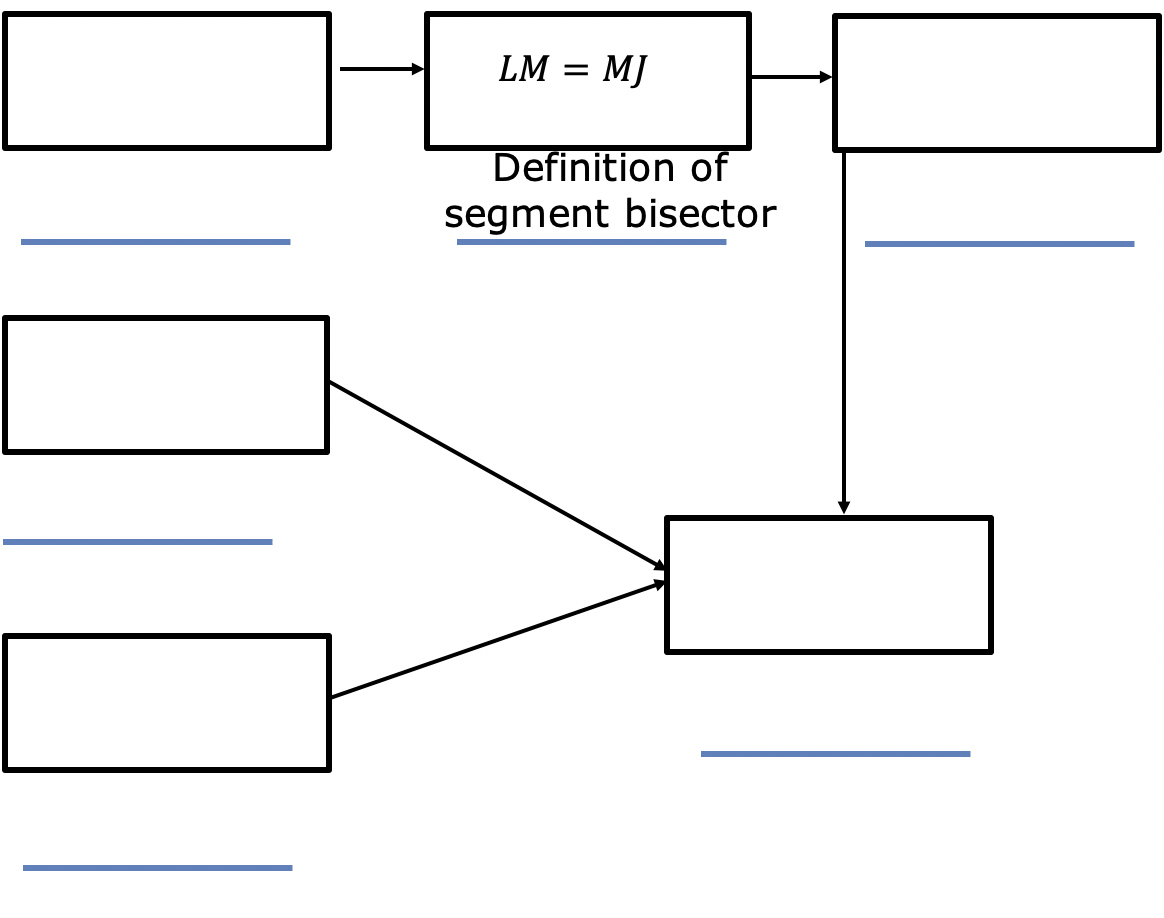 LM = MJ
Definition of
segment bisector